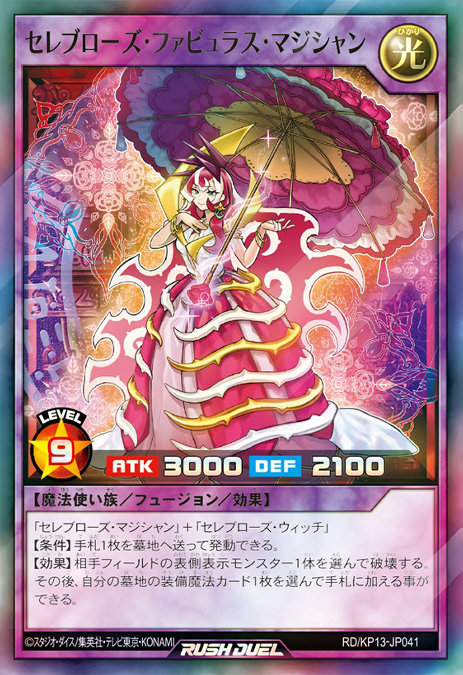 セレブローズ・ファビュラス・マジシャン
ひかり
光
LEVEL
9
ATK 3000 DEF 2100
【魔法使い族/フュージョン/効果】
「セレブローズ・マジシャン」+「セレブローズ・ウィッチ」
【条件】手札1枚を墓地へ送って発動できる。
【効果】相手フィールドの表側表示モンスター1体を選んで破壊する。
その後、自分の墓地の装備魔法カード1枚を選んで手札に加える事が
できる。
©スタジオ・ダイス/集英社・テレビ東京・KONAMI
RUSH DUEL
RD/KP13-JP041